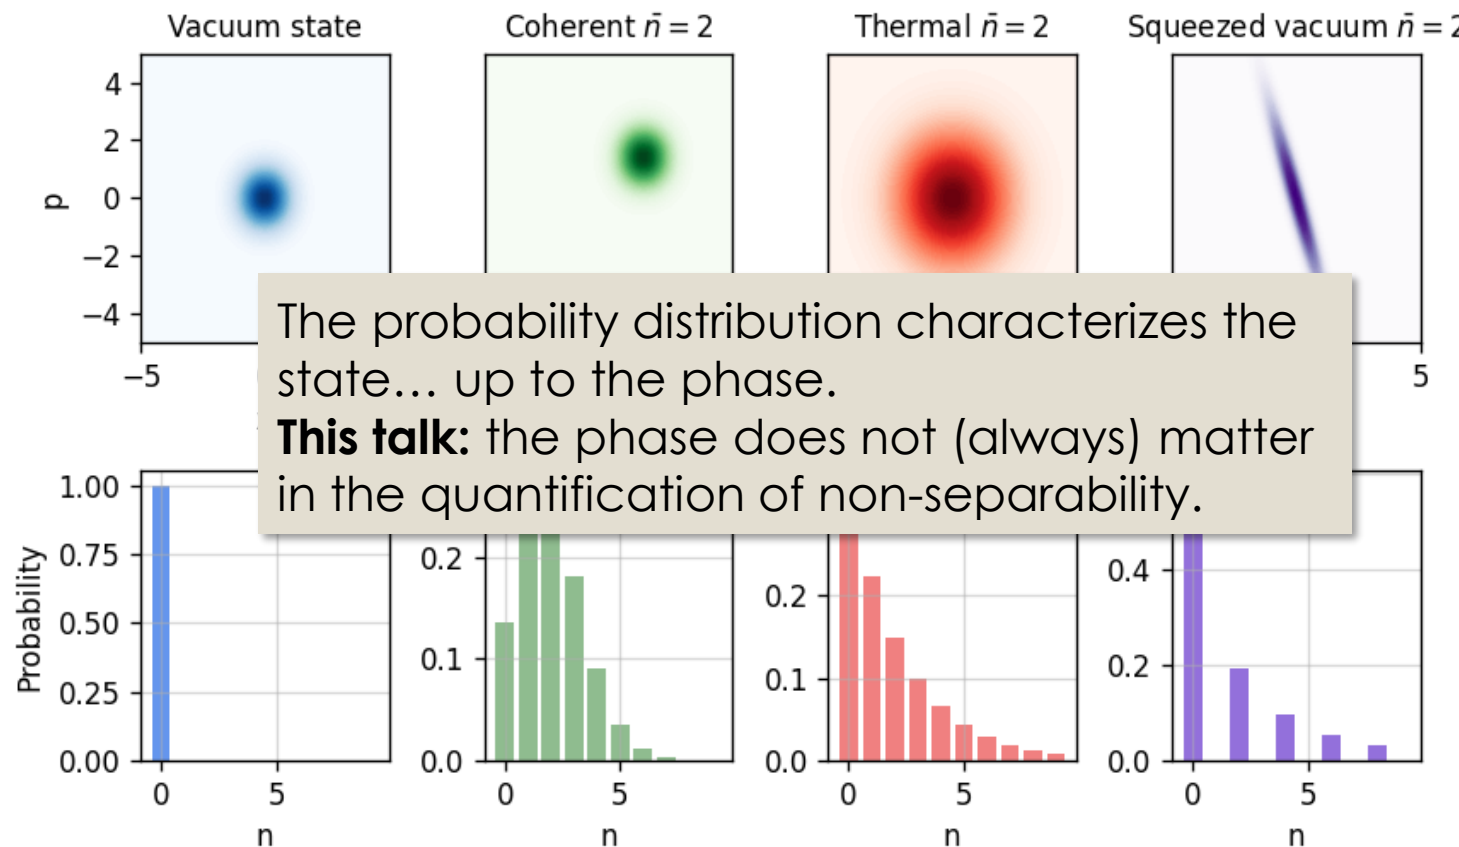 Vacuum state
Coherent n̄ = 2
Thermal n̄ = 2
Squeezed vacuum n̄ = 2
4
2
0
−2
−4
p
−5
5
The probability distribution characterizes the
state... up to the phase.
This talk: the phase does not (always) matter
in the quantification of non-separability.
1.00
0.75
0.50
0.25
0.00
Probability
0
5
n
0.2
0.1
0.0
0
5
n
0.2
0.1
0.0
0
5
n
0.4
0.2
0.0
0
5
n